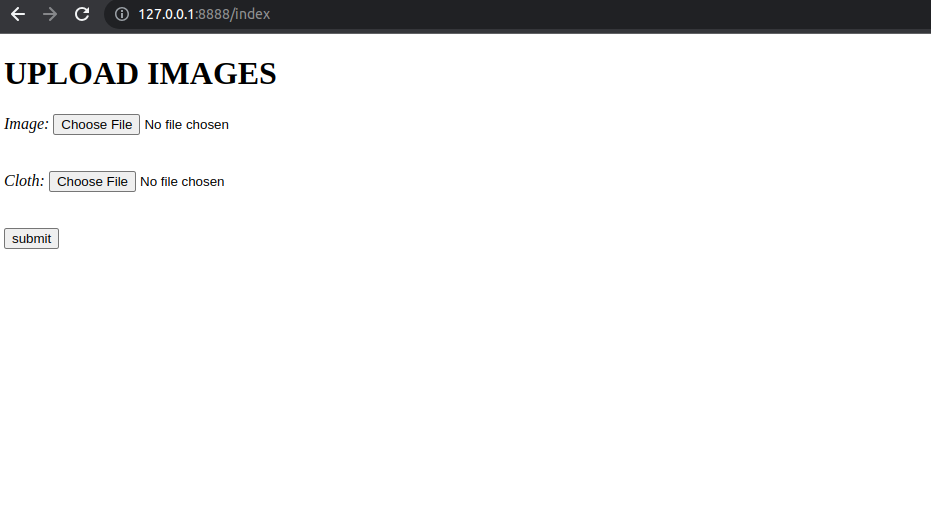 127.0.0.1:8888/index
UPLOAD IMAGES
Image: Choose File No file chosen
Cloth: Choose File No file chosen
submit